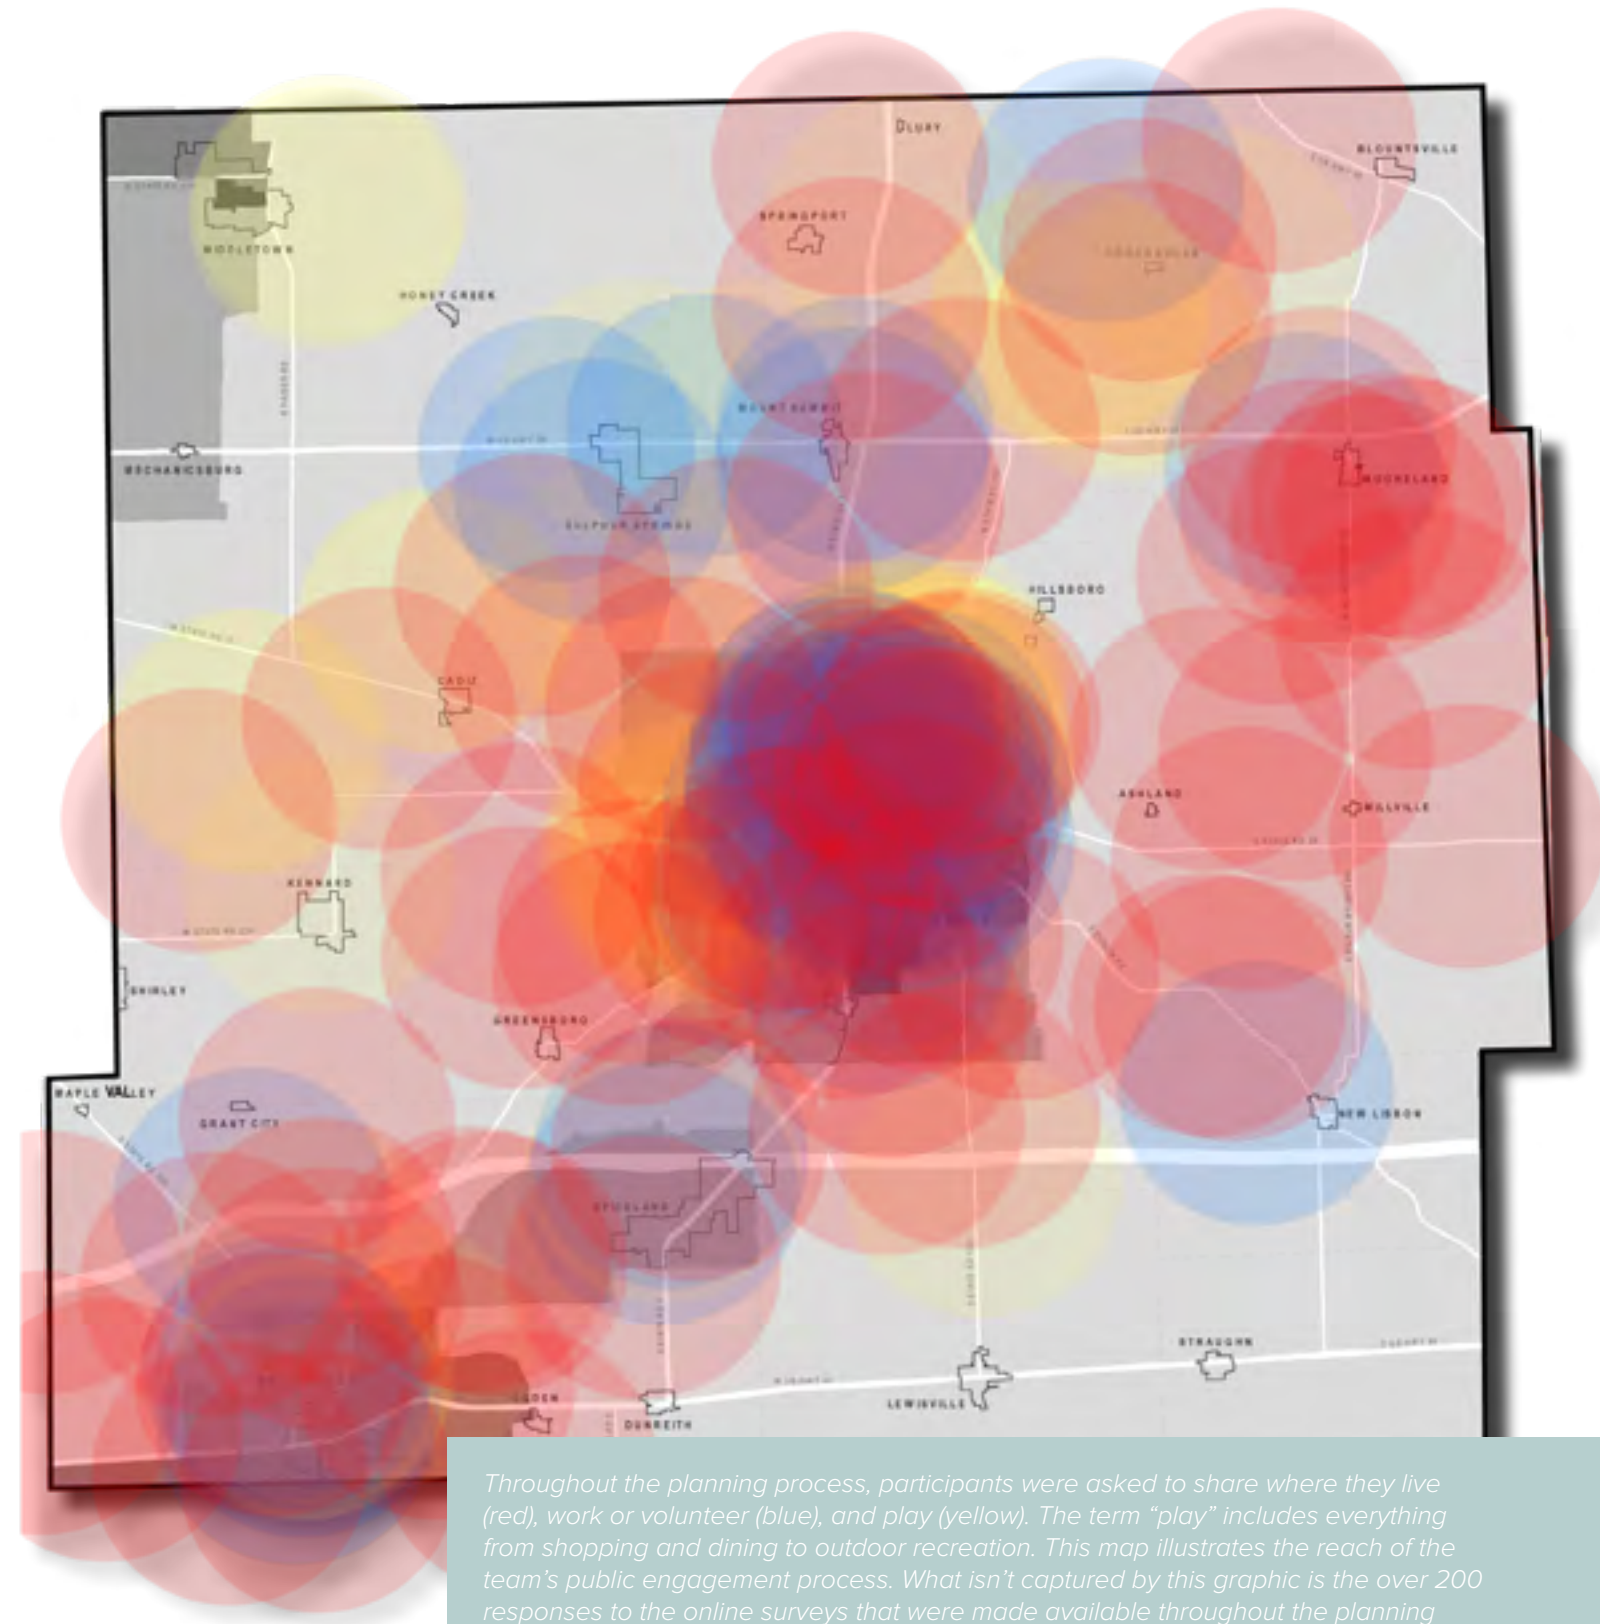 BLOUNTSVILLE
SPRINGPORT
MIDDLETOWN
HONEY CREEK
MOUNT SUMMIT
MECHANICSBURG
MOORELAND
SULPHUR SPRINGS
HILLSBORO
CADIZ
ASHLAND
MILLVILLE
KENNARD
SHIRLEY
GREENSBORO
MAPLE VALLEY
GRANT CITY
NEW LISBON
SPICELAND
STRAUGHN
LEWISVILLE
DUNREITH
Throughout the planning process, participants were asked to share where they live
(red), work or volunteer (blue), and play (yellow). The term “play” includes everything
from shopping and dining to outdoor recreation. This map illustrates the reach of the
team’s public engagement process. What isn’t captured by this graphic is the over 200
responses to the online surveys that were made available throughout the planning